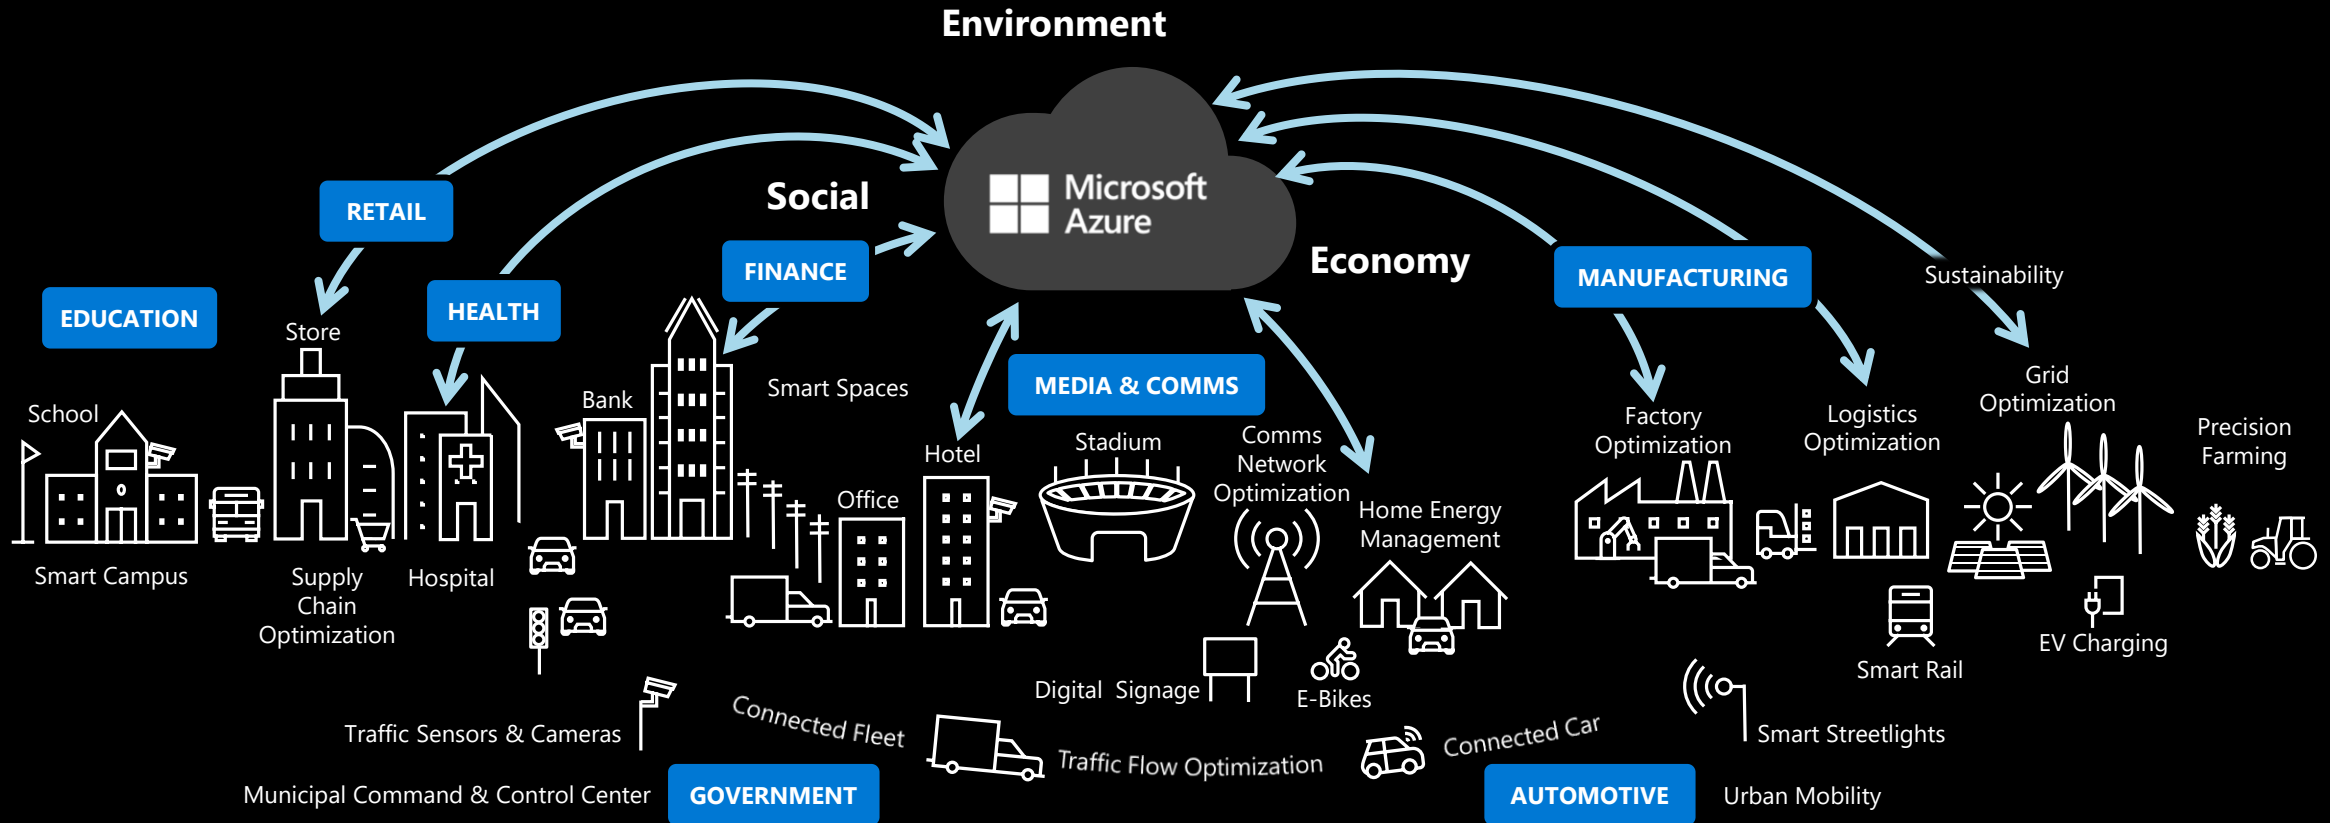 Environment
Microsoft
Azure
Social
Economy
RETAIL
FINANCE
HEALTH
EDUCATION
MANUFACTURING
Sustainability
MEDIA & COMMS
Store
School
Bank
Smart Spaces
Hotel
Office
Stadium
Comms
Network
Optimization
Home Energy
Management
Factory
Optimization
Logistics
Optimization
Grid
Optimization
Precision
Farming
Smart Campus
Supply
Chain
Optimization
Hospital
EV Charging
Smart Rail
Digital Signage
E-Bikes
Traffic Sensors & Cameras
Connected Fleet
Traffic Flow Optimization
Connected Car
Smart Streetlights
Municipal Command & Control Center
GOVERNMENT
AUTOMOTIVE
Urban Mobility